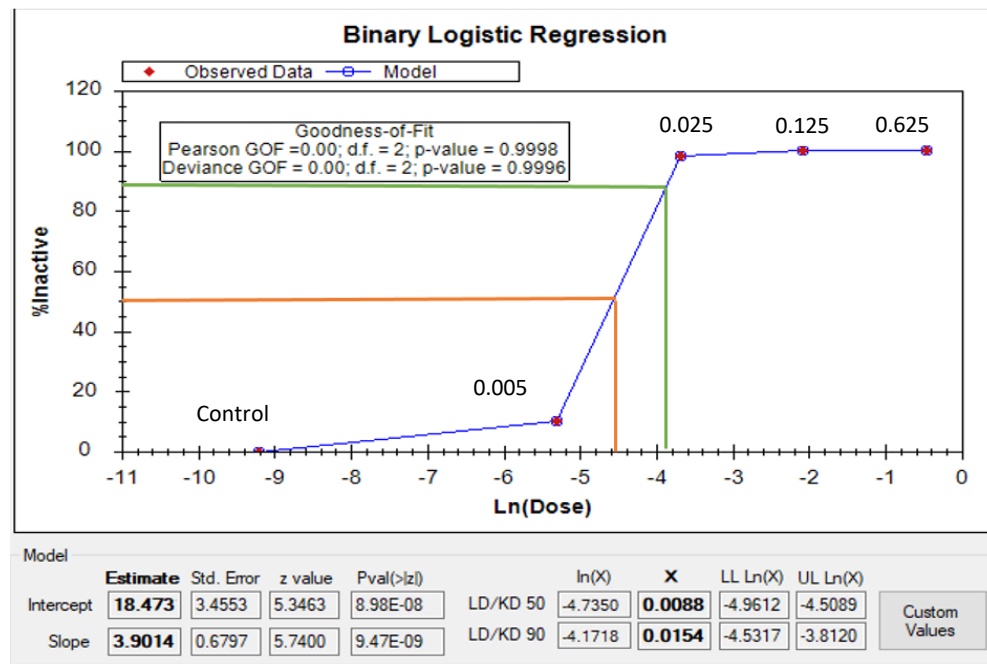 Binary Logistic Regression
Observed Data Model
120
100
80
60
40
20
0
%Inactive
Goodness-of-Fit
Pearson GOF =0.00; d.f. = 2; p-value = 0.9998
Deviance GOF = 0.00; d.f. = 2; p-value = 0.9996
0.025 0.125 0.625
0.005
Control
-11 -10 -9 -8 -7 -6 -5 -4 -3 -2 -1 0
Ln(Dose)
Model
Estimate Std. Error z value Pval(>|z|) ln(X) X LL Ln(X) UL Ln(X)
Intercept 18.473 3.4553 5.3463 8.98E-08 LD/KD 50 -4.7350 0.0088 -4.9612 -4.5089
Slope 3.9014 0.6797 5.7400 9.47E-09 LD/KD 90 -4.1718 0.0154 -4.5317 -3.8120
Custom
Values